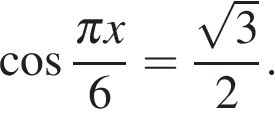 cos πx/6 = √3/2.